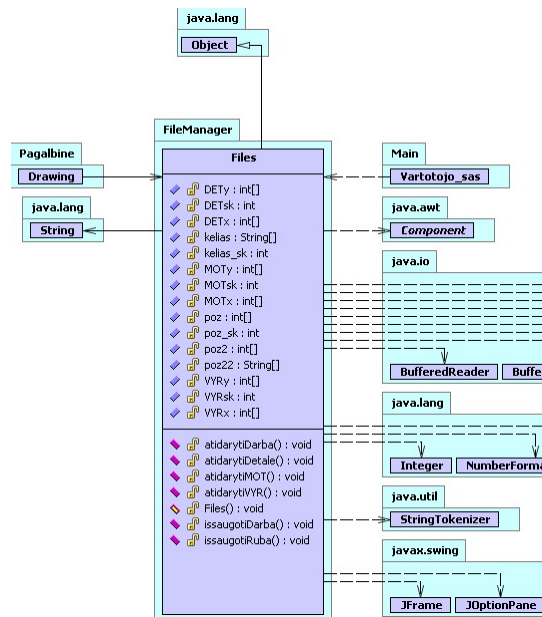 java.lang
Object
FileManager
Files
Pagalbine
Drawing
java.lang
String
DETy : int[]
DETsk : int
DETx : int[]
kelias : String[]
kelias_sk : int
MOTy : int[]
MOTsk : int
MOTx : int[]
poz : int[]
poz_sk : int
poz2 : int[]
poz22 : String[]
VYRy : int[]
VYRsk : int
VYRx : int[]
atidarytiDarba() : void
atidarytiDetale() : void
atidarytiMOT() : void
atidarytiVYR() : void
Files() : void
issaugotiDarba() : void
issaugotiRuba() : void
Main
Vartotojo_sas
java.awt
Component
java.io
BufferedReader
Buffe
java.lang
Integer
NumberForma
java.util
StringTokenizer
javax.swing
JFrame
JOptionPane